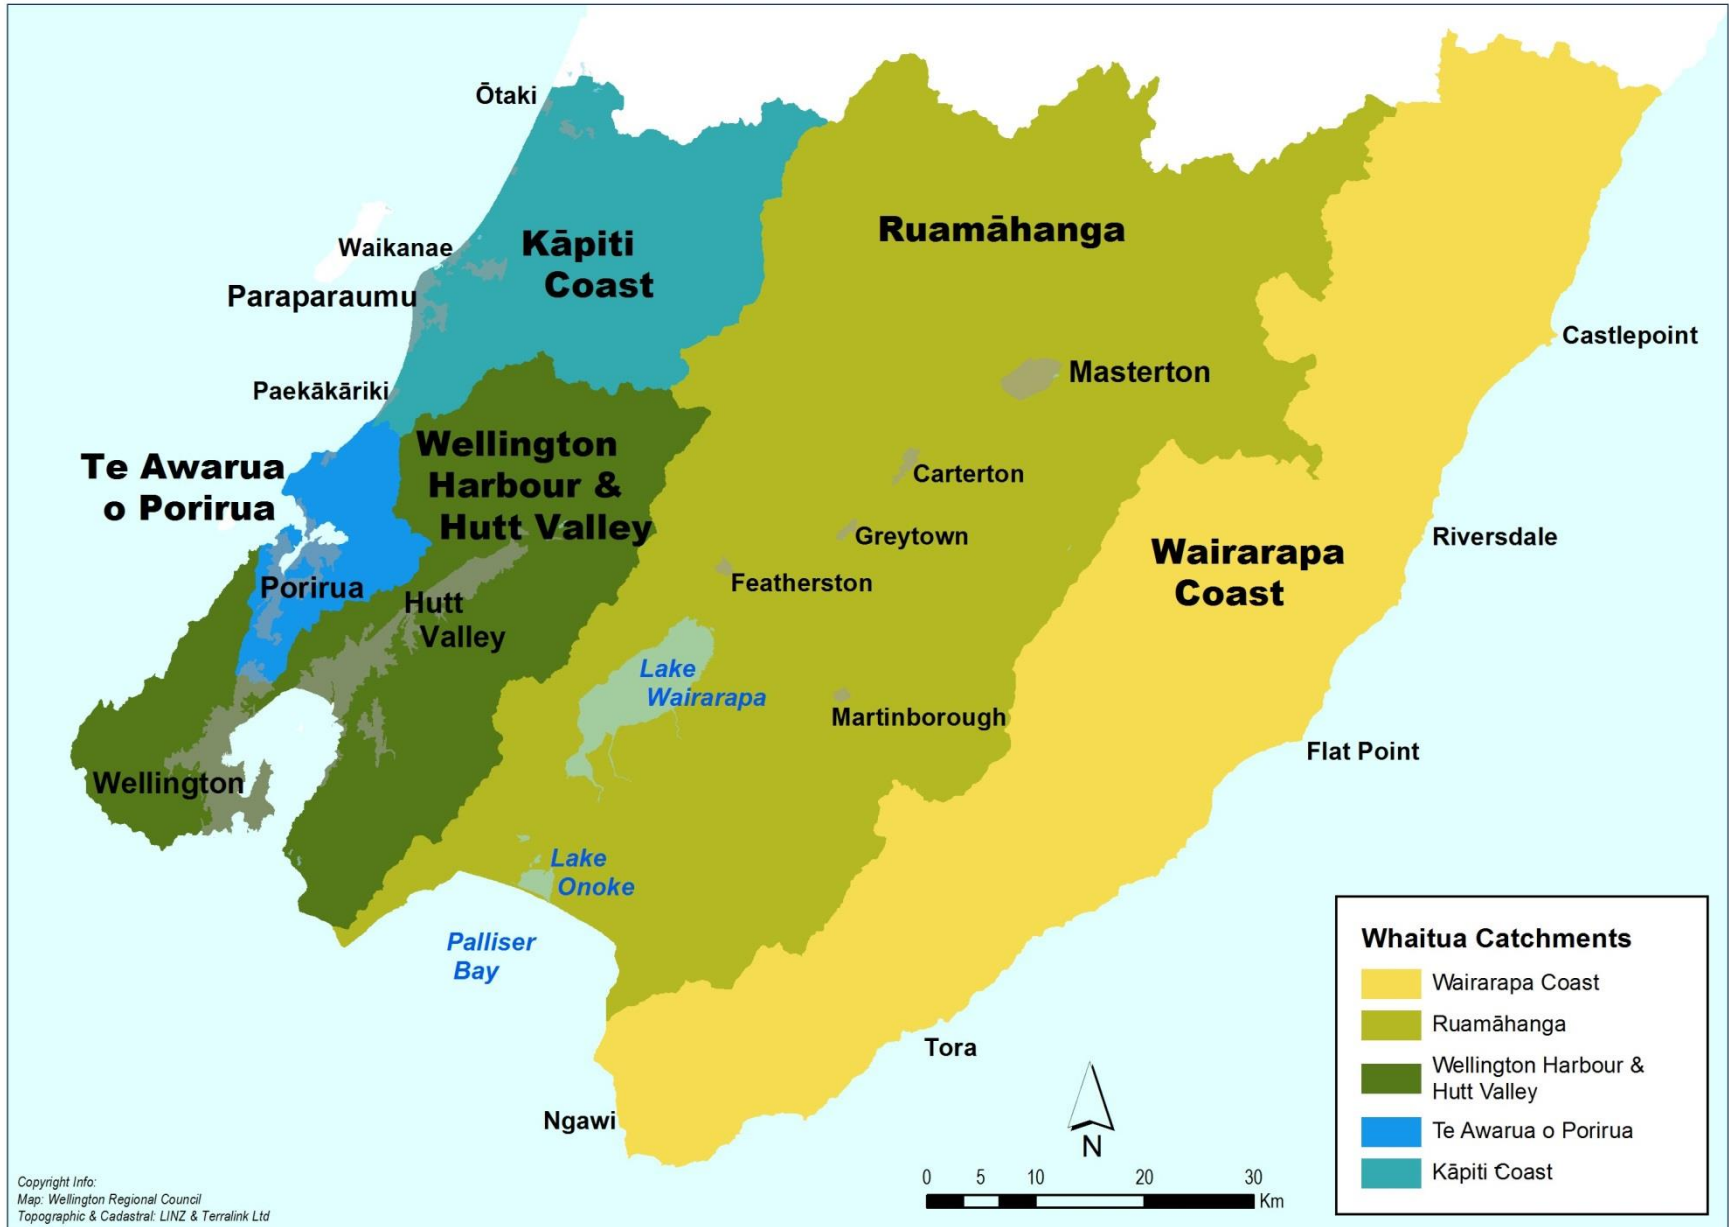 Ōtaki
Waikanae
Paraparaumu
Kāpiti
Coast
Ruamāhanga
Castlepoint
Paekākāriki
Masterton
Te Awarua
o Porirua
Wellington
Harbour &
Hutt Valley
Carterton
Greytown
Featherston
Riversdale
Wairarapa
Coast
Porirua
Hutt
Valley
Lake
Wairarapa
Martinborough
Flat Point
Wellington
Lake
Onoke
Palliser
Bay
Tora
Ngawi
N
0 5 10 20 30
Km
Whaitua Catchments
Wairarapa Coast
Ruamāhanga
Wellington Harbour &
Hutt Valley
Te Awarua o Porirua
Kāpiti Coast
Copyright Info:
Map: Wellington Regional Council
Topographic & Cadastral: LINZ & Terralink Ltd